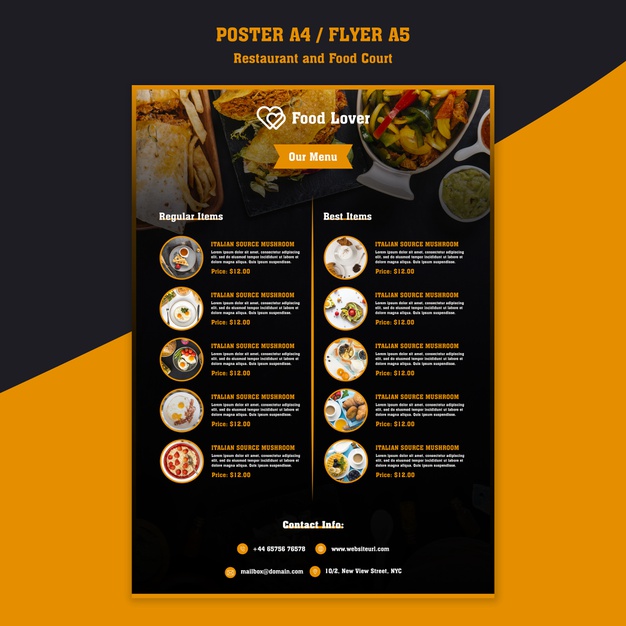 POSTER A4 / FLYER A5
Restaurant and Food Court
Food Lover
Our Menu
Regular Items
ITALIAN SOURCE MUSHROOM
Lorem ipsum dolor sit amet, consectetur adipiscing
elit, sed do eiusmod tempor incididunt ut labore et
dolore magna aliqua. Quis ipsum suspendisse.
Price: $12.00
ITALIAN SOURCE MUSHROOM
Lorem ipsum dolor sit amet, consectetur adipiscing
elit, sed do eiusmod tempor incididunt ut labore et
dolore magna aliqua. Quis ipsum suspendisse.
Price: $12.00
ITALIAN SOURCE MUSHROOM
Lorem ipsum dolor sit amet, consectetur adipiscing
elit, sed do eiusmod tempor incididunt ut labore et
dolore magna aliqua. Quis ipsum suspendisse.
Price: $12.00
ITALIAN SOURCE MUSHROOM
Lorem ipsum dolor sit amet, consectetur adipiscing
elit, sed do eiusmod tempor incididunt ut labore et
dolore magna aliqua. Quis ipsum suspendisse.
Price: $12.00
ITALIAN SOURCE MUSHROOM
Lorem ipsum dolor sit amet, consectetur adipiscing
elit, sed do eiusmod tempor incididunt ut labore et
dolore magna aliqua. Quis ipsum suspendisse.
Price: $12.00
Best Items
ITALIAN SOURCE MUSHROOM
Lorem ipsum dolor sit amet, consectetur adipiscing
elit, sed do eiusmod tempor incididunt ut labore et
dolore magna aliqua. Quis ipsum suspendisse.
Price: $12.00
ITALIAN SOURCE MUSHROOM
Lorem ipsum dolor sit amet, consectetur adipiscing
elit, sed do eiusmod tempor incididunt ut labore et
dolore magna aliqua. Quis ipsum suspendisse.
Price: $12.00
ITALIAN SOURCE MUSHROOM
Lorem ipsum dolor sit amet, consectetur adipiscing
elit, sed do eiusmod tempor incididunt ut labore et
dolore magna aliqua. Quis ipsum suspendisse.
Price: $12.00
ITALIAN SOURCE MUSHROOM
Lorem ipsum dolor sit amet, consectetur adipiscing
elit, sed do eiusmod tempor incididunt ut labore et
dolore magna aliqua. Quis ipsum suspendisse.
Price: $12.00
ITALIAN SOURCE MUSHROOM
Lorem ipsum dolor sit amet, consectetur adipiscing
elit, sed do eiusmod tempor incididunt ut labore et
dolore magna aliqua. Quis ipsum suspendisse.
Price: $12.00
Contact Info:
+44 65756 76578 www.websiteurl.com
mailbox@domain.com 10/2, New View Street, NYC